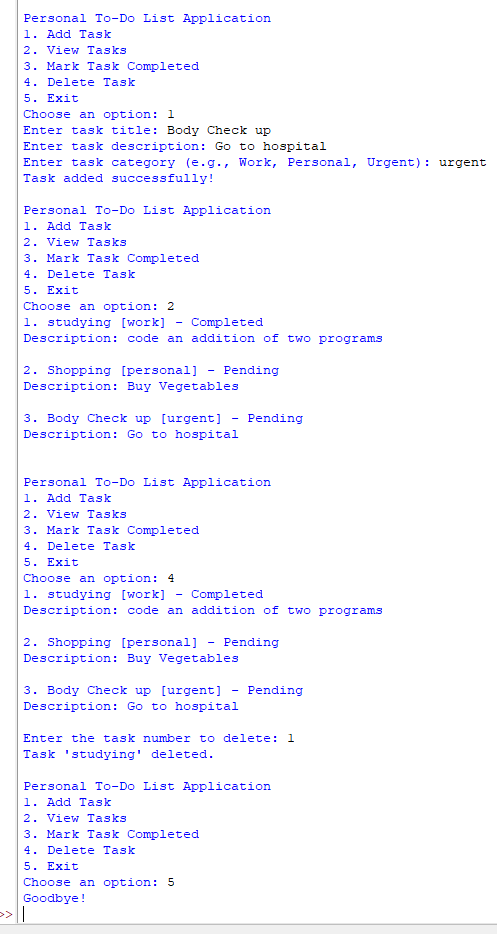 Personal To-Do List Application
1. Add Task
2. View Tasks
3. Mark Task Completed
4. Delete Task
5. Exit
Choose an option: 1
Enter task title: Body Check up
Enter task description: Go to hospital
Enter task category (e.g., Work, Personal, Urgent): urgent
Task added successfully!

Personal To-Do List Application
1. Add Task
2. View Tasks
3. Mark Task Completed
4. Delete Task
5. Exit
Choose an option: 2
1. studying [work] - Completed
Description: code an addition of two programs

2. Shopping [personal] - Pending
Description: Buy Vegetables

3. Body Check up [urgent] - Pending
Description: Go to hospital


Personal To-Do List Application
1. Add Task
2. View Tasks
3. Mark Task Completed
4. Delete Task
5. Exit
Choose an option: 4
1. studying [work] - Completed
Description: code an addition of two programs

2. Shopping [personal] - Pending
Description: Buy Vegetables

3. Body Check up [urgent] - Pending
Description: Go to hospital

Enter the task number to delete: 1
Task 'studying' deleted.

Personal To-Do List Application
1. Add Task
2. View Tasks
3. Mark Task Completed
4. Delete Task
5. Exit
Choose an option: 5
Goodbye!
>>